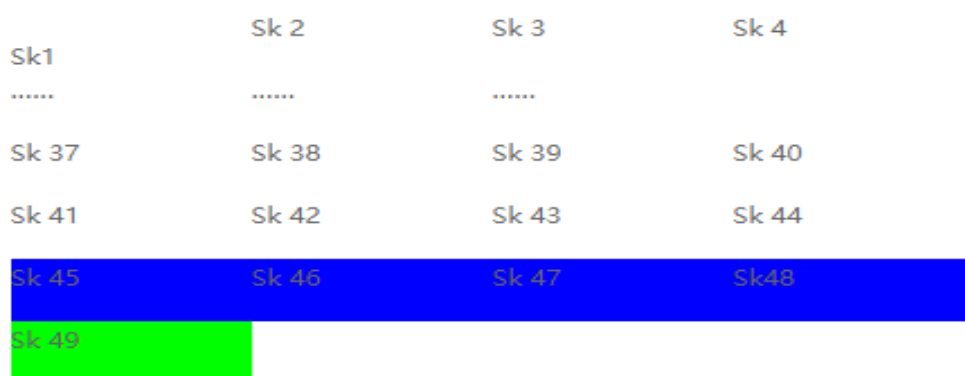 Sk1 Sk 2 Sk 3 Sk 4
...... ...... ......
Sk 37 Sk 38 Sk 39 Sk 40
Sk 41 Sk 42 Sk 43 Sk 44
Sk 45 Sk 46 Sk 47 Sk48
Sk 49